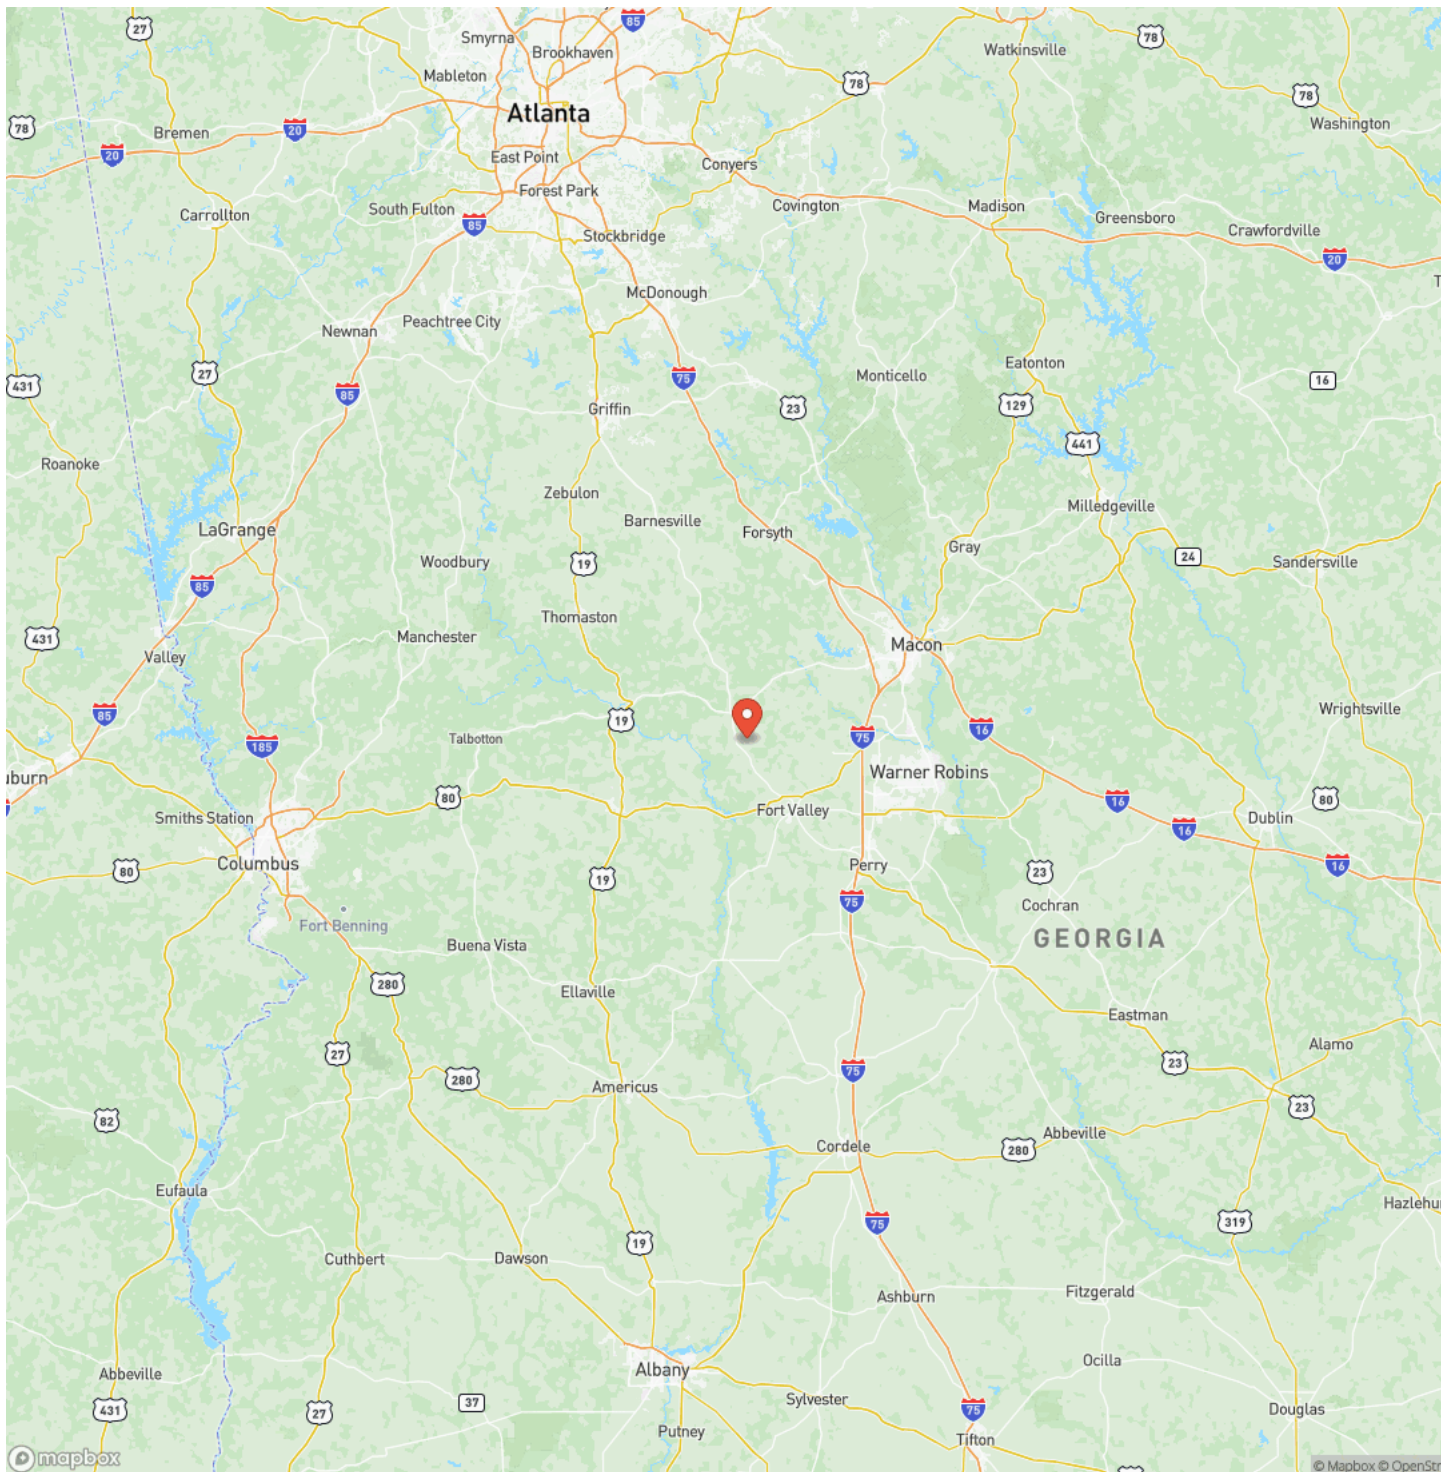 27
85
Smyrna
Brookhaven
78
Watkinsville
Mableton
78
78
Atlanta
78
Bremen
20
Washington
20
East Point
Conyers
Forest Park
South Fulton
Covington
Madison
Carrollton
85
Greensboro
Stockbridge
Crawfordville
20
McDonough
T
Newnan
Peachtree City
27
75
Eatonton
431
85
Monticello
16
Griffin
23
129
441
Roanoke
Zebulon
Barnesville
Milledgeville
LaGrange
Forsyth
Gray
24
Woodbury
19
Sandersville
85
Thomaston
431
Manchester
Macon
Valley
85
19
Wrightsville
Talbotton
75
16
185
uburn
Warner Robins
80
16
80
Smiths Station
Fort Valley
Dublin
16
Columbus
80
Perry
16
19
23
75
Cochran
Fort Benning
GEORGIA
Buena Vista
280
Ellaville
Eastman
27
Alamo
23
75
280
Americus
23
82
Abbeville
Cordele
280
Eufaula
Hazlehu
75
319
19
Cuthbert
Dawson
Ashburn
Fitzgerald
Ocilla
Abbeville
Albany
37
Sylvester
431
27
75
Douglas
Putney
Tifton
mapbox
© Mapbox © OpenStr